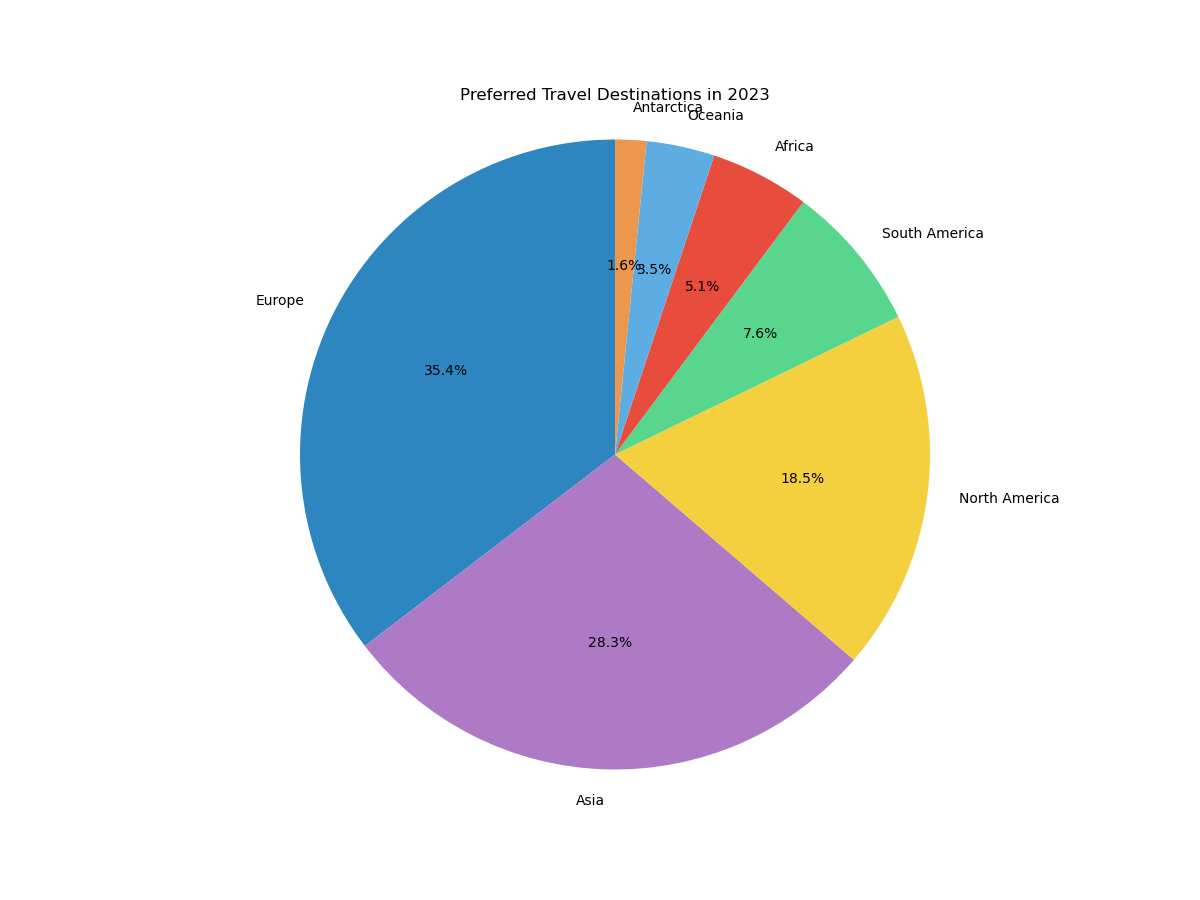 Preferred Travel Destinations in 2023
Antarctica
Oceania
Africa
South America
Europe
North America
Asia
1.6%
3.5%
5.1%
7.6%
35.4%
18.5%
28.3%